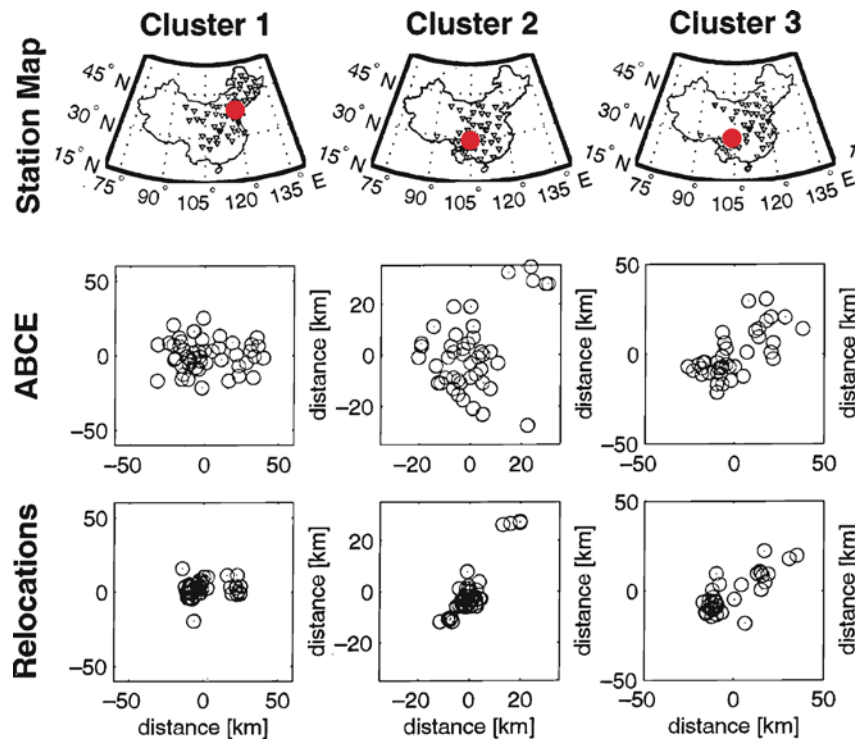 Cluster 1 Cluster 2 Cluster 3
Station Map
45° N 45° N 45° N
30° N 30° N 30° N
15° N 15° N 15° N
75° 90 105 120 135 E 75° 90 105 120 135 E 75° 90 105 120 135 E
ABCE
50 0 −50
−50 0 50
distance [km]
20 0 −20
−20 0 20
distance [km]
50 0 −50
−50 0 50
distance [km]
Relocations
50 0 −50
−50 0 50
distance [km]
distance [km]
20 0 −20
−20 0 20
distance [km]
distance [km]
50 0 −50
−50 0 50
distance [km]
distance [km]